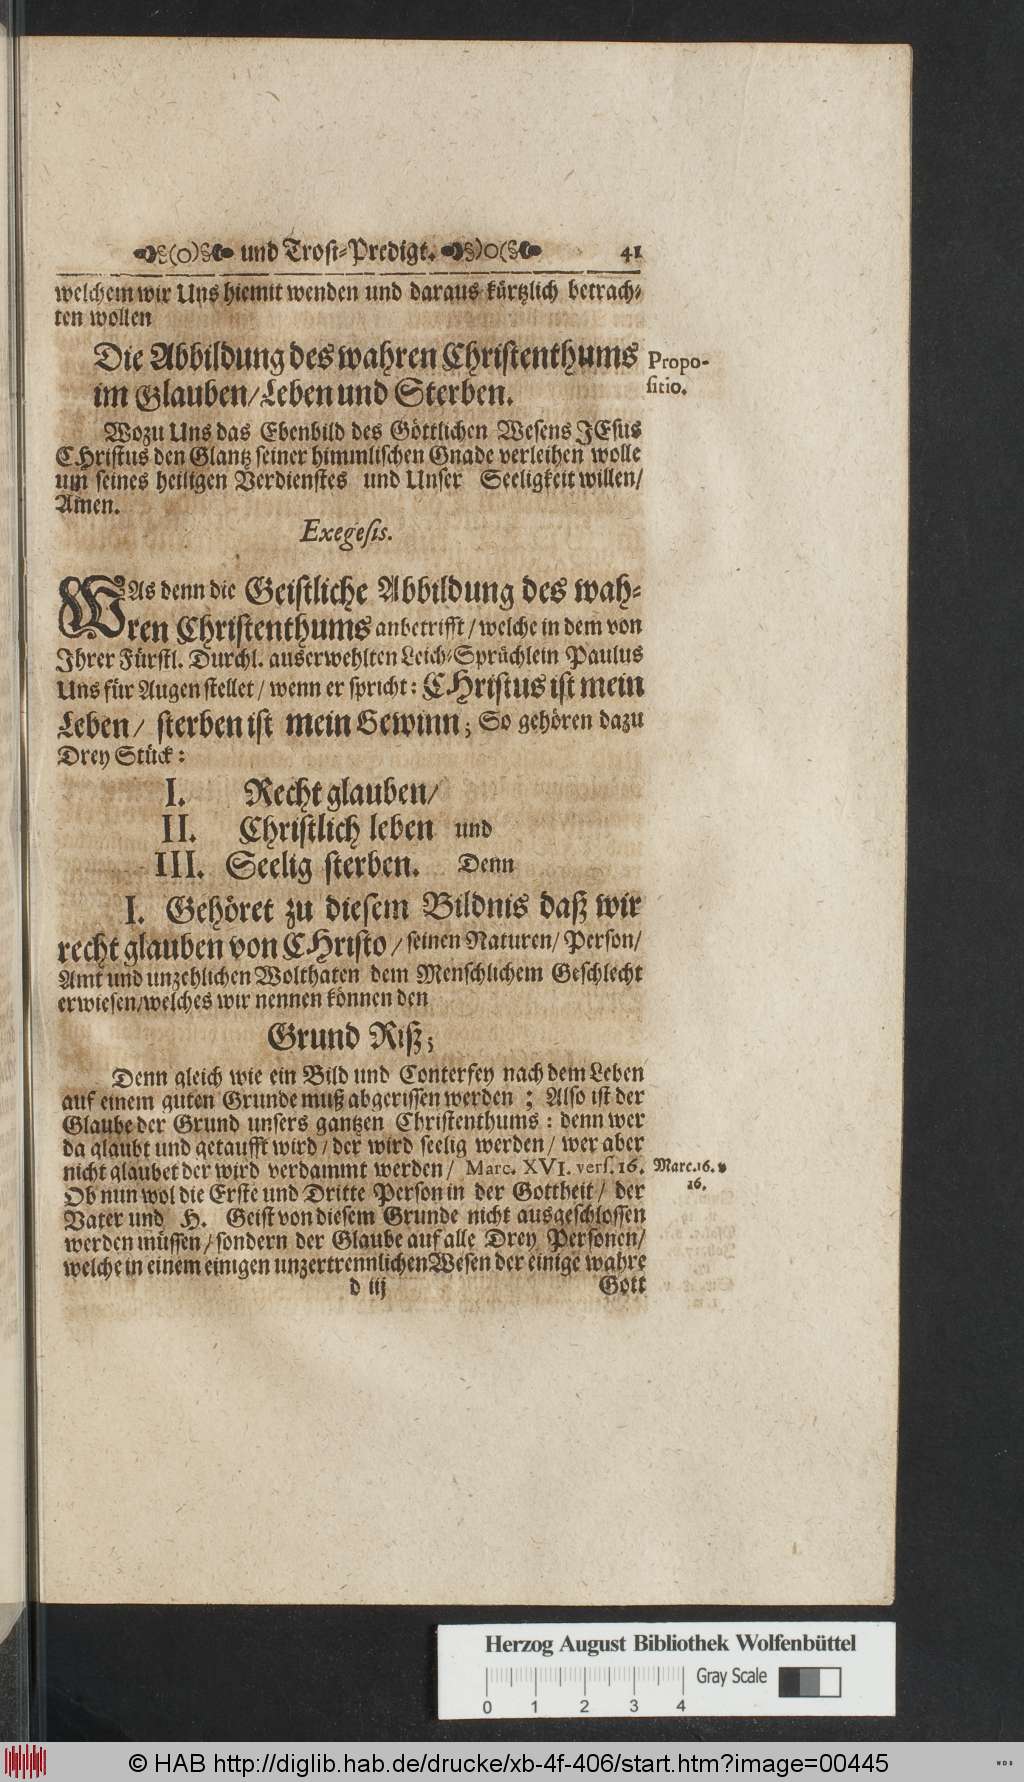 und Trost-Predigt. 41
welchem wir Uns hiemit wenden und daraus kürtzlich betrach-
ten wollen
Die Abbildung des wahren Christenthums
im Glauben/Leben und Sterben.
Propo-
sitio.
Wozu Uns das Ebenbild des Göttlichen Wesens JEsus
CHristus den Glantz seiner himmlischen Gnade verleihen wolle
um seines heiligen Verdienstes und Unser Seeligkeit willen/
Amen.
Exegesis.
WAs denn die Geistliche Abbildung des wah-
ren Christenthums anbetrifft/welche in dem von
Ihrer Fürstl. Durchl. auserwehlten Leich-Sprüchlein Paulus
Uns für Augen stellet/wenn er spricht: CHristus ist mein
Leben/ sterben ist mein Gewinn; So gehören dazu
Drey Stück:
I. Recht glauben/
II. Christlich leben und
III. Seelig sterben. Denn
I. Gehöret zu diesem Bildnis daß wir
recht glauben von CHristo/seinen Naturen/Person/
Amt und unzehlichen Wolthaten dem Menschlichem Geschlecht
erwiesen/welches wir nennen können den
Grund Riß;
Denn gleich wie ein Bild und Conterfey nach dem Leben
auf einem guten Grunde muß abgerissen werden; Also ist der
Glaube der Grund unsers gantzen Christenthums: denn wer
da glaubt und getaufft wird/der wird seelig werden/wer aber
nicht glaubet der wird verdammt werden/ Marc. XVI. vers. 16.
Marc. 16. v
16.
Ob nun wol die Erste und Dritte Person in der Gottheit/ der
Vater und H. Geist von diesem Grunde nicht ausgeschlossen
werden müssen/sondern der Glaube auf alle Drey Personen/
welche in einem einigen unzertrennlichen Wesen der einige wahre
d iij Gott
Herzog August Bibliothek Wolfenbüttel
Gray Scale
0 1 2 3 4
© HAB http://diglib.hab.de/drucke/xb-4f-406/start.htm?image=00445